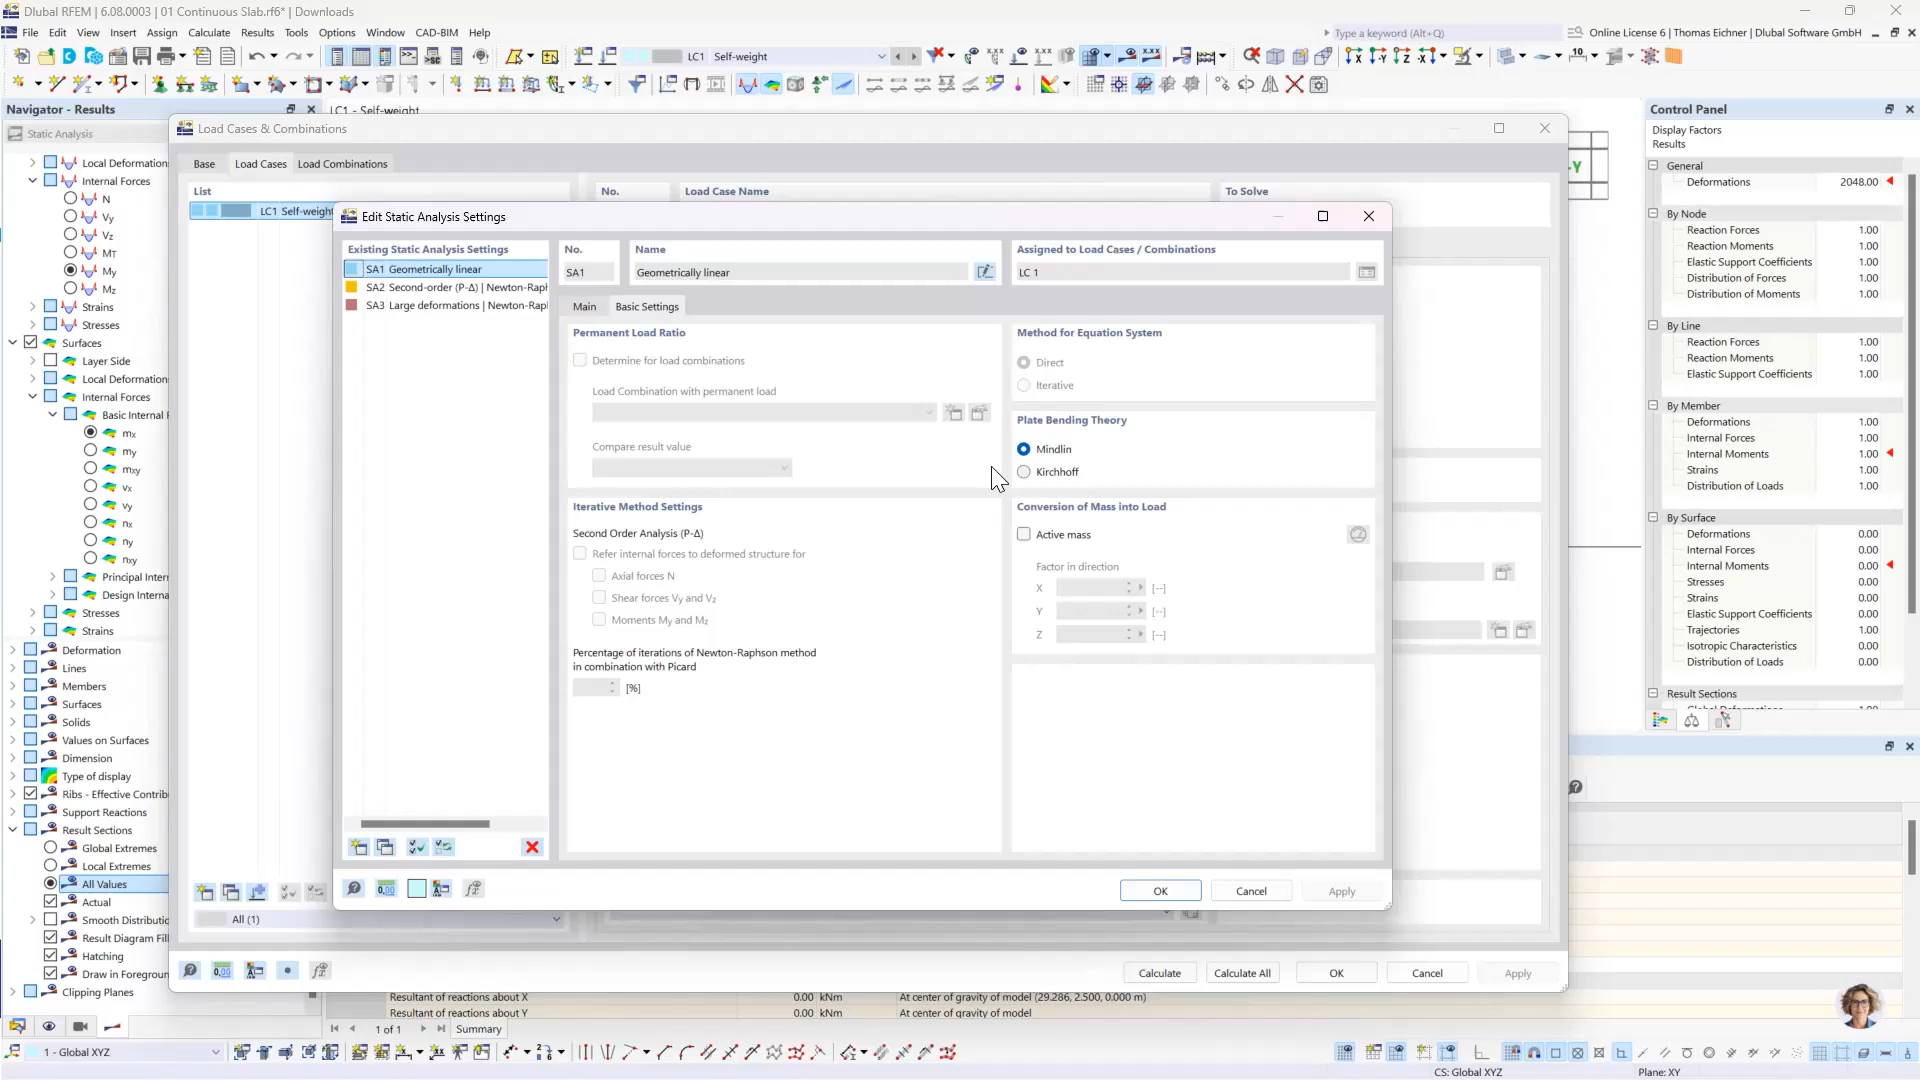 Dlubal RFEM | 6.08.0003 | 01 Continuous Slab.rf6* | Downloads
File Edit View Insert Assign Calculate Results Tools Options Window CAD-BIM Help
Type a keyword (Alt+Q)
Online License 6 | Thomas Eichner | Dlubal Software GmbH
LC1 Self-weight
Navigator - Results
Static Analysis
Local Deformation
Internal Forces
N
Vy
Vz
MT
My
Mz
Strains
Stresses
Surfaces
Layer Side
Local Deformation
Internal Forces
Basic Internal F
mx
my
mxy
vx
vy
nx
ny
nxy
Principal Inter
Design Interna
Stresses
Strains
Deformation
Lines
Members
Surfaces
Solids
Values on Surfaces
Dimension
Type of display
Ribs - Effective Contrib
Support Reactions
Result Sections
Global Extremes
Local Extremes
All Values
Actual
Smooth Distributio
Result Diagram Fill
Hatching
Draw in Foregroun
Clipping Planes
1 - Global XYZ
LC1 - Self-weight
Load Cases & Combinations
Base Load Cases Load Combinations
List
LC1 Self-weight
No.
Load Case Name
To Solve
All (1)
Calculate Calculate All OK Cancel Apply
Edit Static Analysis Settings
Existing Static Analysis Settings
SA1 Geometrically linear
SA2 Second-order (P-Δ) | Newton-Raph
SA3 Large deformations | Newton-Rapl
No.
SA1
Name
Geometrically linear
Assigned to Load Cases / Combinations
LC 1
Main Basic Settings
Permanent Load Ratio
Determine for load combinations
Load Combination with permanent load
Compare result value
Iterative Method Settings
Second Order Analysis (P-Δ)
Refer internal forces to deformed structure for
Axial forces N
Shear forces Vy and Vz
Moments My and Mz
Percentage of iterations of Newton-Raphson method
in combination with Picard
[%]
Method for Equation System
Direct
Iterative
Plate Bending Theory
Mindlin
Kirchhoff
Conversion of Mass into Load
Active mass
Factor in direction
X [--]
Y [--]
Z [--]
OK Cancel Apply
Resultant of reactions about X 0.00 kNm At center of gravity of model (29.286, 2.500, 0.000 m)
Resultant of reactions about Y 0.00 kNm At center of gravity of model
1 of 1 Summary
-Y
Control Panel
Display Factors
Results
General
Deformations 2048.00
By Node
Reaction Forces 1.00
Reaction Moments 1.00
Elastic Support Coefficients 1.00
Distribution of Forces 1.00
Distribution of Moments 1.00
By Line
Reaction Forces 1.00
Reaction Moments 1.00
Elastic Support Coefficients 1.00
By Member
Deformations 1.00
Internal Forces 1.00
Internal Moments 1.00
Strains 1.00
Distribution of Loads 1.00
By Surface
Deformations 0.00
Internal Forces 0.00
Internal Moments 0.00
Stresses 0.00
Strains 0.00
Elastic Support Coefficients 0.00
Trajectories 1.00
Isotropic Characteristics 0.00
Distribution of Loads 0.00
Result Sections
CS: Global XYZ
Plane: XY